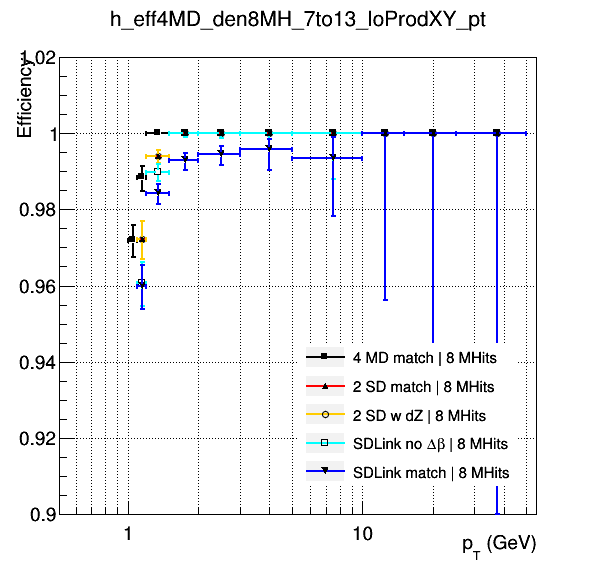 h_eff4MD_den8MH_7to13_loProdXY_pt
Efficiency
1.02
1
0.98
0.96
0.94
0.92
0.9
4 MD match | 8 MHits
2 SD match | 8 MHits
2 SD w dZ | 8 MHits
SDLink no Δβ | 8 MHits
SDLink match | 8 MHits
1
10
p_T (GeV)